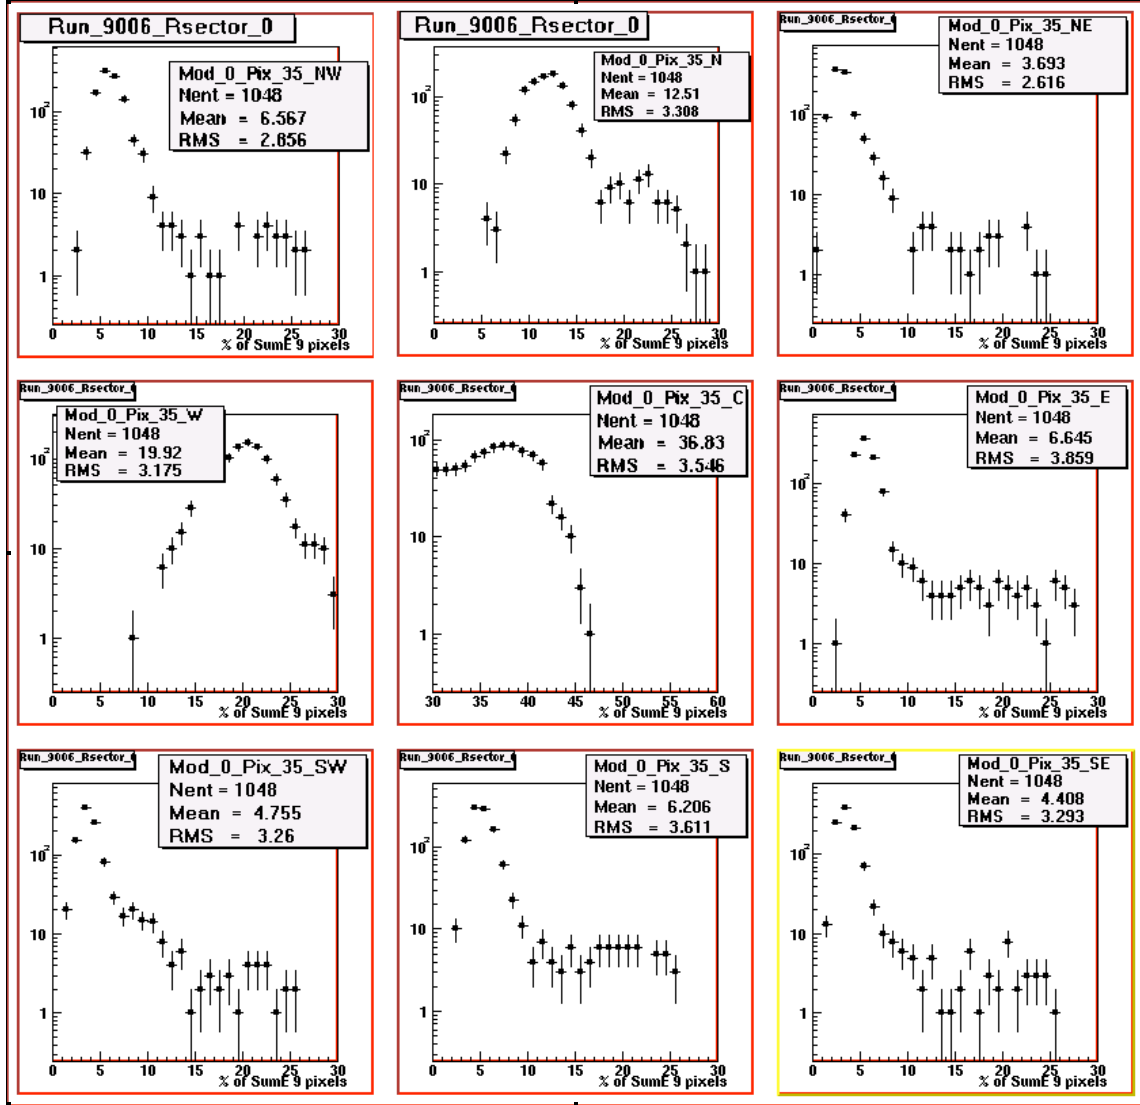 Run_9006_Rsector_0
Mod_0_Pix_35_NW
Nent = 1048
Mean = 6.567
RMS = 2.656
10²
10
1
0 5 10 15 20 25 30
% of SumE 9 pixels
Run_9006_Rsector_0
Mod_0_Pix_35_N
Nent = 1048
Mean = 12.51
RMS = 3.308
10²
10
1
0 5 10 15 20 25 30
% of SumE 9 pixels
Run_9006_Rsector_0
Mod_0_Pix_35_NE
Nent = 1048
Mean = 3.693
RMS = 2.616
10²
10
1
0 5 10 15 20 25 30
% of SumE 9 pixels
Run_9006_Rsector_0
Mod_0_Pix_35_W
Nent = 1048
Mean = 19.92
RMS = 3.175
10²
10
1
0 5 10 15 20 25 30
% of SumE 9 pixels
Run_9006_Rsector_0
Mod_0_Pix_35_C
Nent = 1048
Mean = 36.83
RMS = 3.546
10²
10
1
30 35 40 45 50 55 60
% of SumE 9 pixels
Run_9006_Rsector_0
Mod_0_Pix_35_E
Nent = 1048
Mean = 6.645
RMS = 3.859
10²
10
1
0 5 10 15 20 25 30
% of SumE 9 pixels
Run_9006_Rsector_0
Mod_0_Pix_35_SW
Nent = 1048
Mean = 4.755
RMS = 3.26
10²
10
1
0 5 10 15 20 25 30
% of SumE 9 pixels
Run_9006_Rsector_0
Mod_0_Pix_35_S
Nent = 1048
Mean = 6.206
RMS = 3.611
10²
10
1
0 5 10 15 20 25 30
% of SumE 9 pixels
Run_9006_Rsector_0
Mod_0_Pix_35_SE
Nent = 1048
Mean = 4.408
RMS = 3.293
10²
10
1
0 5 10 15 20 25 30
% of SumE 9 pixels